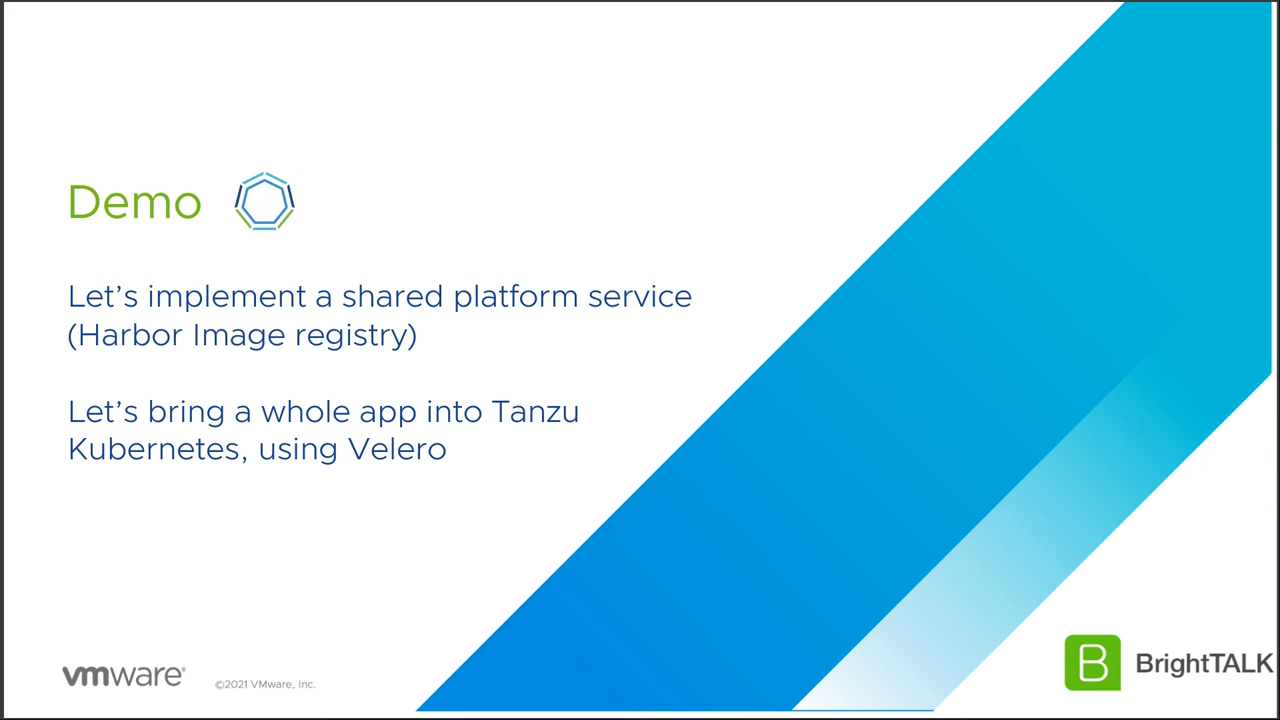 Demo
Let’s implement a shared platform service
(Harbor Image registry)
Let’s bring a whole app into Tanzu
Kubernetes, using Velero
vmware®
©2021 VMware, Inc.
B BrightTALK